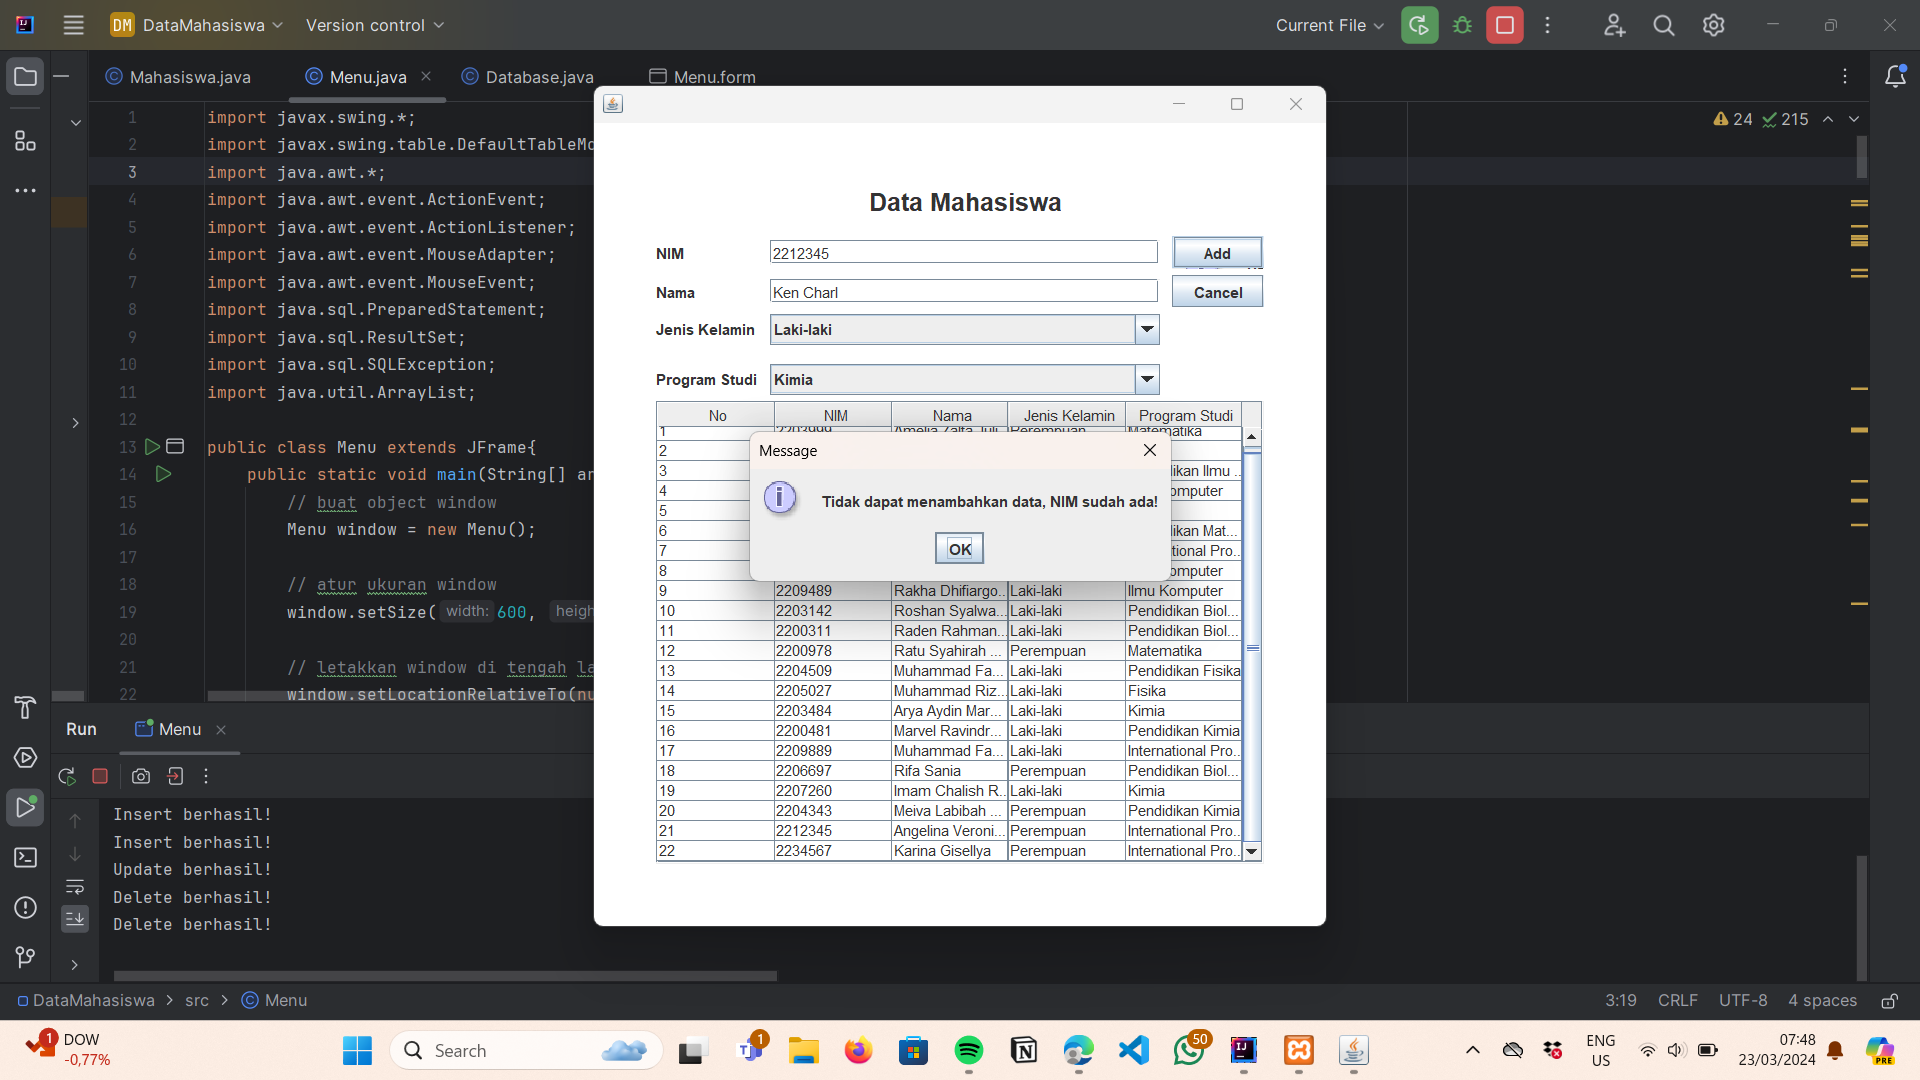 DM DataMahasiswa Version control Current File
Mahasiswa.java Menu.java Database.java Menu.form
24 215
1 import javax.swing.*;
2 import javax.swing.table.DefaultTableMo
3 import java.awt.*;
4 import java.awt.event.ActionEvent;
5 import java.awt.event.ActionListener;
6 import java.awt.event.MouseAdapter;
7 import java.awt.event.MouseEvent;
8 import java.sql.PreparedStatement;
9 import java.sql.ResultSet;
10 import java.sql.SQLException;
11 import java.util.ArrayList;
12
13 public class Menu extends JFrame{
14 public static void main(String[] ar
15 // buat object window
16 Menu window = new Menu();
17
18 // atur ukuran window
19 window.setSize( width: 600, heigh
20
21 // letakkan window di tengah la
22 window.setLocationRelativeTo(nu
Data Mahasiswa
NIM 2212345 Add
Nama Ken Charl Cancel
Jenis Kelamin Laki-laki
Program Studi Kimia
No NIM Nama Jenis Kelamin Program Studi
1 2203999 Amelia Zalfa Juli... Perempuan Matematika
2
3 likan Ilmu ...
4 omputer
5
6 likan Mat...
7 tional Pro...
8 omputer
Message
Tidak dapat menambahkan data, NIM sudah ada!
OK
9 2209489 Rakha Dhifiargo... Laki-laki Ilmu Komputer
10 2203142 Roshan Syalwa... Laki-laki Pendidikan Biol...
11 2200311 Raden Rahman... Laki-laki Pendidikan Biol...
12 2200978 Ratu Syahirah ... Perempuan Matematika
13 2204509 Muhammad Fa... Laki-laki Pendidikan Fisika
14 2205027 Muhammad Riz... Laki-laki Fisika
15 2203484 Arya Aydin Mar... Laki-laki Kimia
16 2200481 Marvel Ravindr... Laki-laki Pendidikan Kimia
17 2209889 Muhammad Fa... Laki-laki International Pro...
18 2206697 Rifa Sania Perempuan Pendidikan Biol...
19 2207260 Imam Chalish R... Laki-laki Kimia
20 2204343 Meiva Labibah ... Perempuan Pendidikan Kimia
21 2212345 Angelina Veroni... Perempuan International Pro...
22 2234567 Karina Gisellya Perempuan International Pro...
Run Menu
Insert berhasil!
Insert berhasil!
Update berhasil!
Delete berhasil!
Delete berhasil!
DataMahasiswa > src > Menu 3:19 CRLF UTF-8 4 spaces
1 DOW
-0,77%
Search
1
50
ENG
US
07:48
23/03/2024
PRE